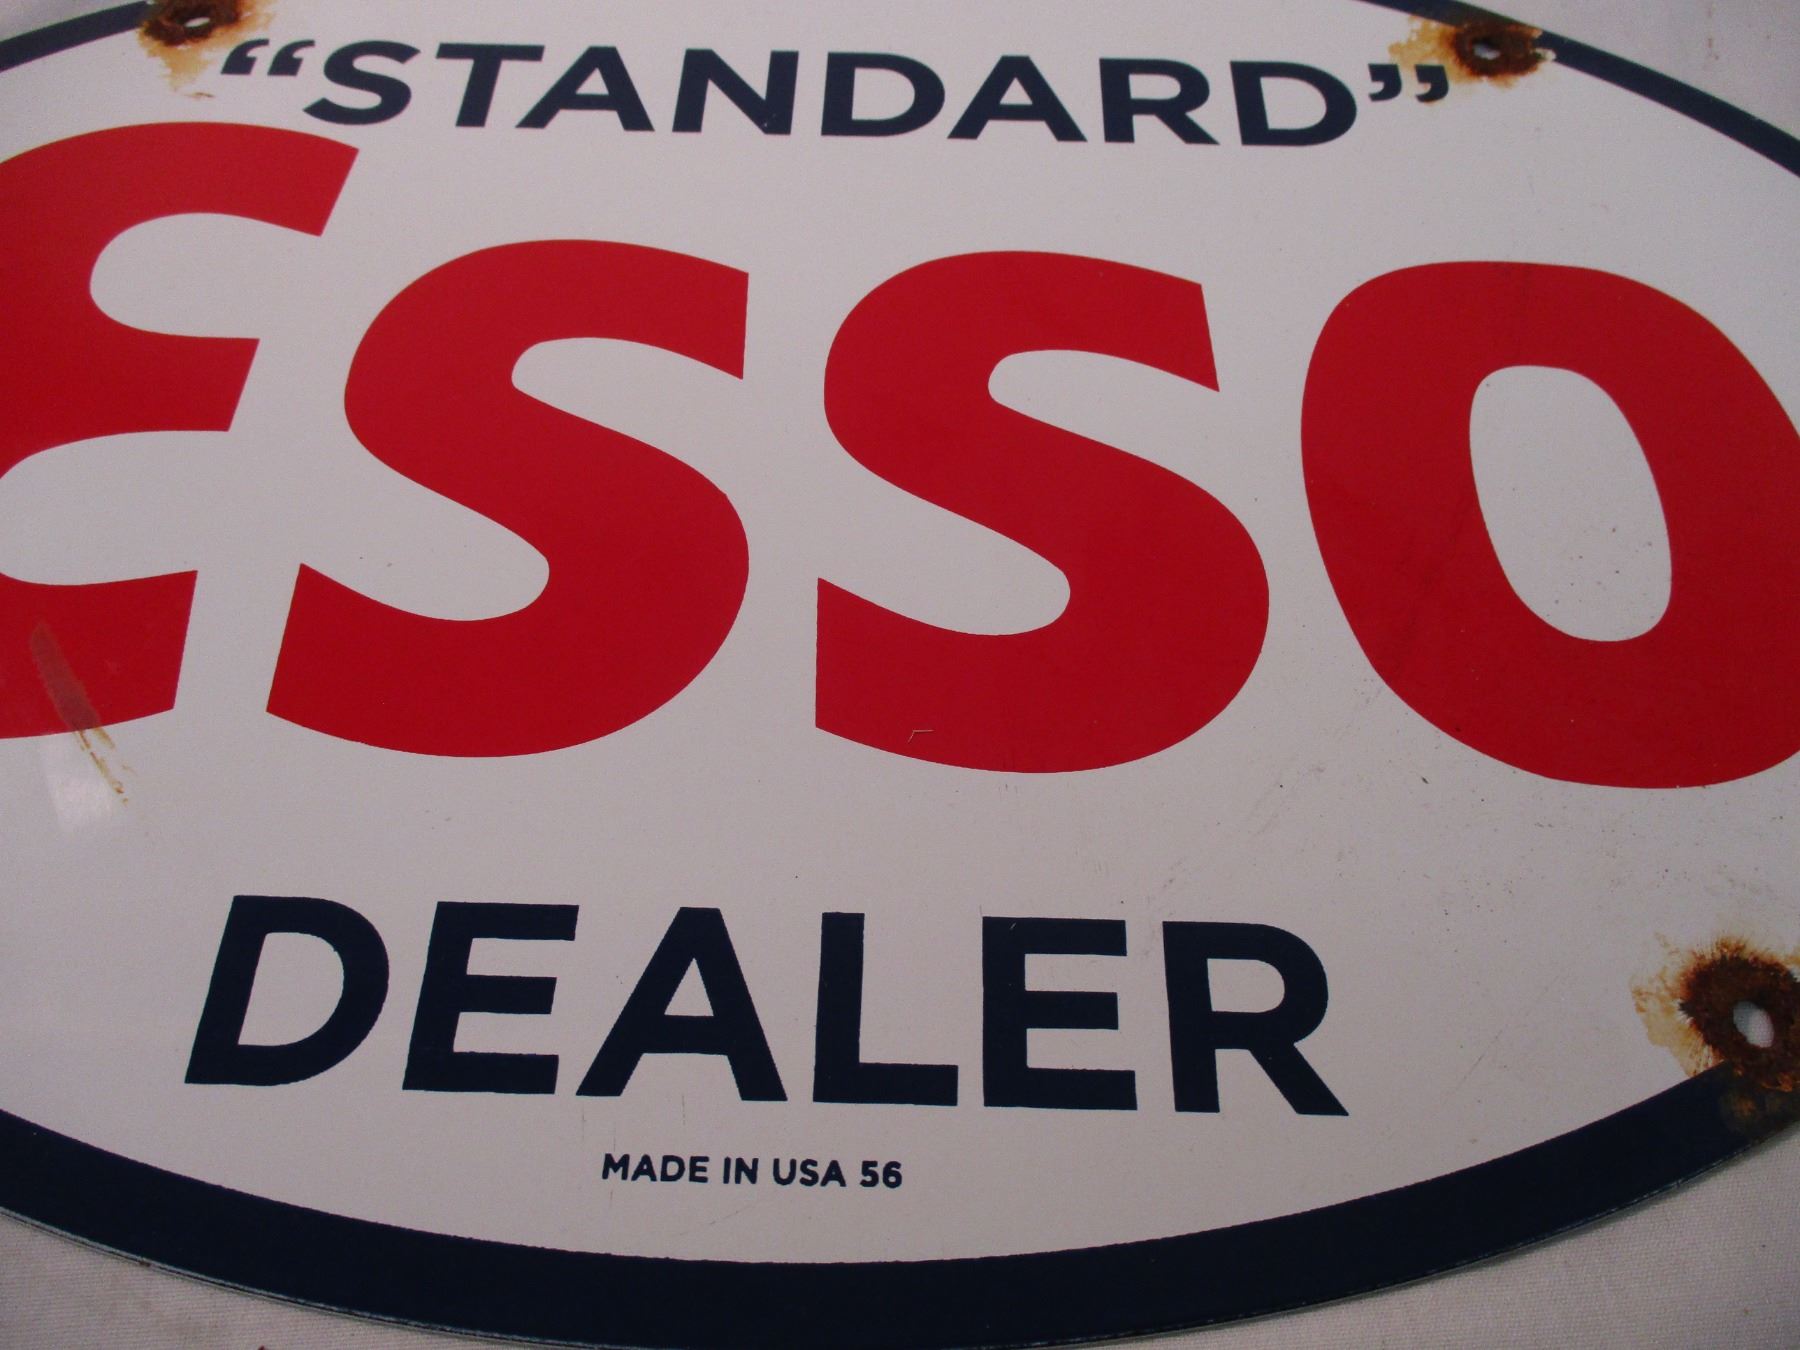 “STANDARD”
Esso
DEALER
MADE IN USA 56